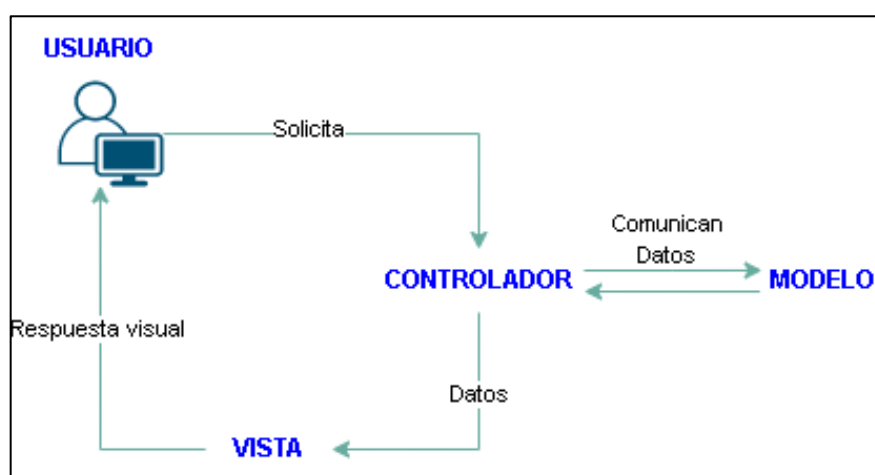 USUARIO
Solicita
Comunican
Datos
CONTROLADOR
MODELO
Respuesta visual
Datos
VISTA